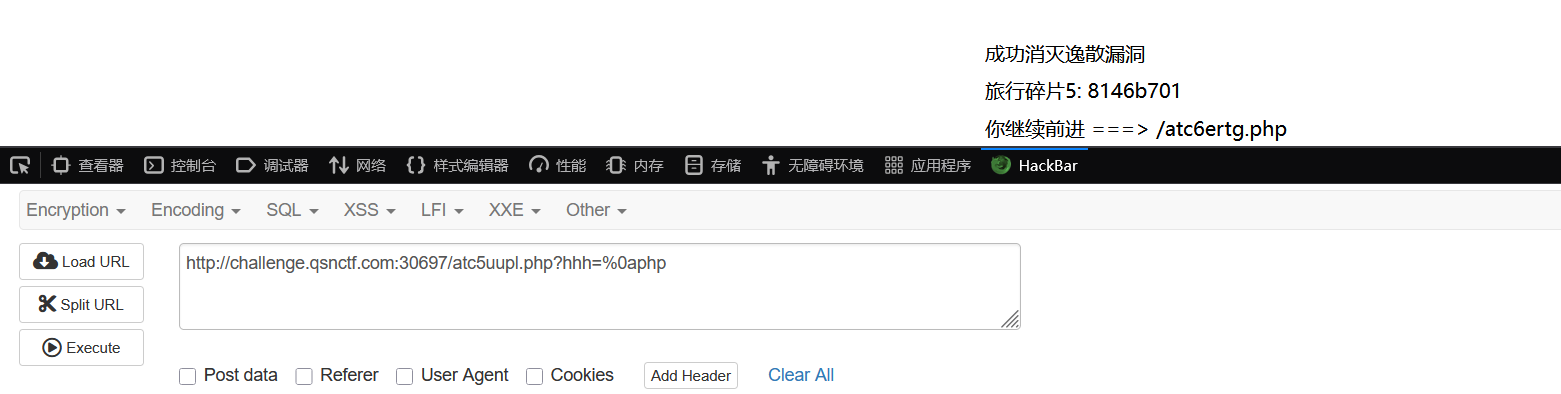 成功消灭逸散漏洞
旅行碎片5: 8146b701
你继续前进 ===> /atc6ertg.php
查看器 控制台 调试器 网络 样式编辑器 性能 内存 存储 无障碍环境 应用程序 HackBar
Encryption Encoding SQL XSS LFI XXE Other
Load URL
http://challenge.qsnctf.com:30697/atc5uupl.php?hhh=%0aphp
Split URL
Execute
Post data Referer User Agent Cookies Add Header Clear All